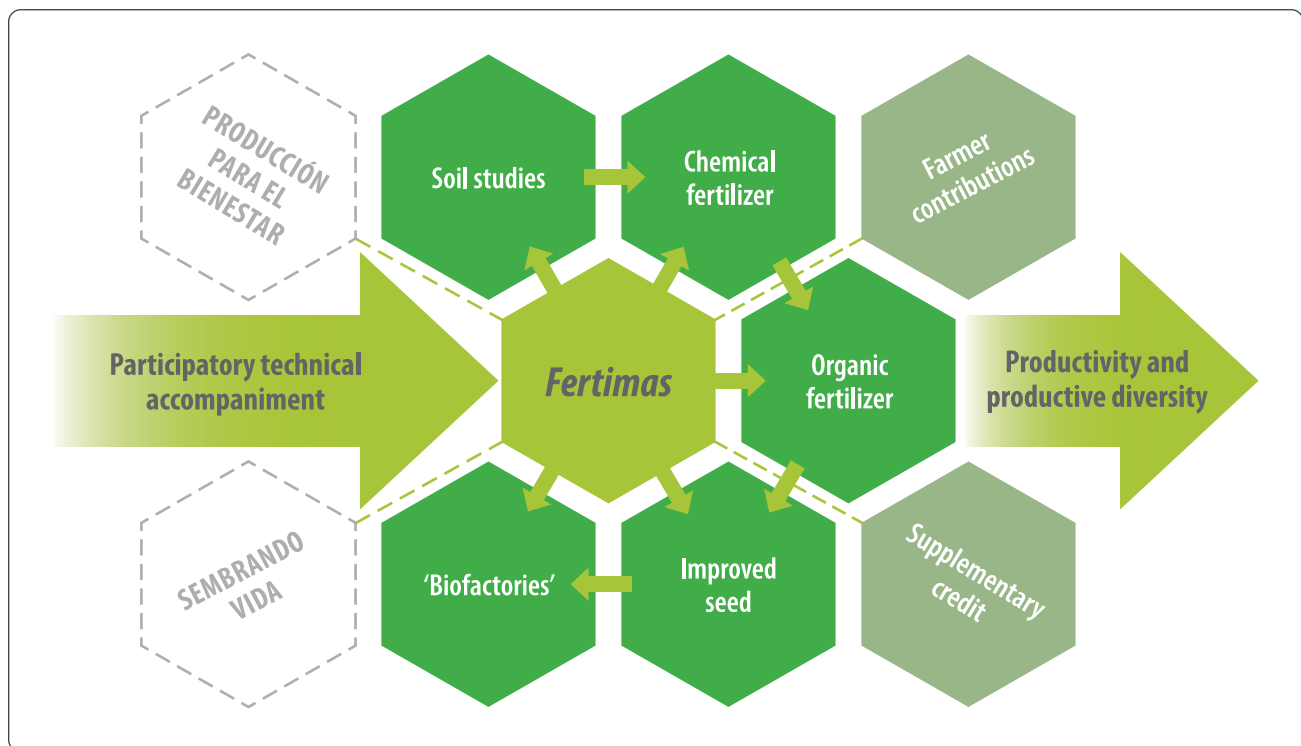 PRODUCCIÓN
PARA EL
BIENESTAR
Soil studies
Chemical
fertilizer
Farmer
contributions
Participatory technical
accompaniment
Fertimas
Organic
fertilizer
Productivity and
productive diversity
SEMBRANDO
VIDA
‘Biofactories’
Improved
seed
Supplementary
credit